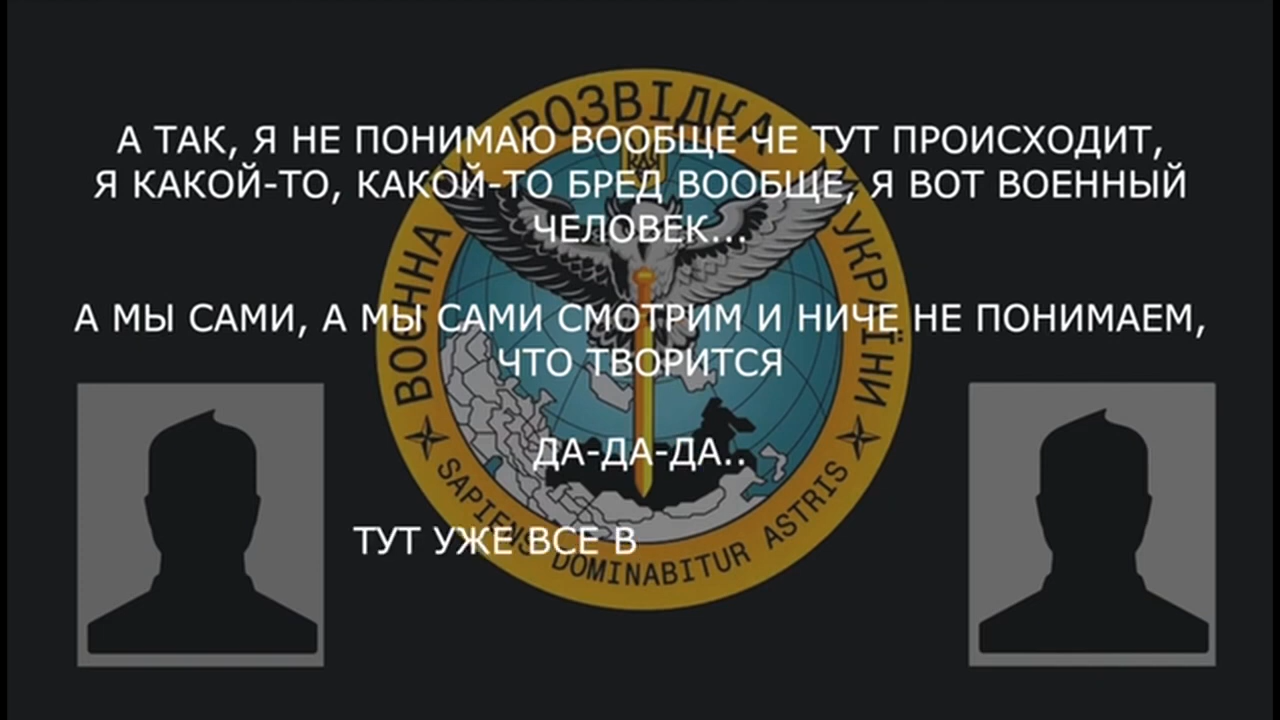 ВОЄННА РОЗВІДКА УКРАЇНИ
А ТАК, Я НЕ ПОНИМАЮ ВООБЩЕ ЧЕ ТУТ ПРОИСХОДИТ,
Я КАКОЙ-ТО, КАКОЙ-ТО БРЕД ВООБЩЕ, Я ВОТ ВОЕННЫЙ
ЧЕЛОВЕК...
А МЫ САМИ, А МЫ САМИ СМОТРИМ И НИЧЕ НЕ ПОНИМАЕМ,
ЧТО ТВОРИТСЯ
ДА-ДА-ДА..
ТУТ УЖЕ ВСЕ В
SAPIENS DOMINABITUR ASTRIS